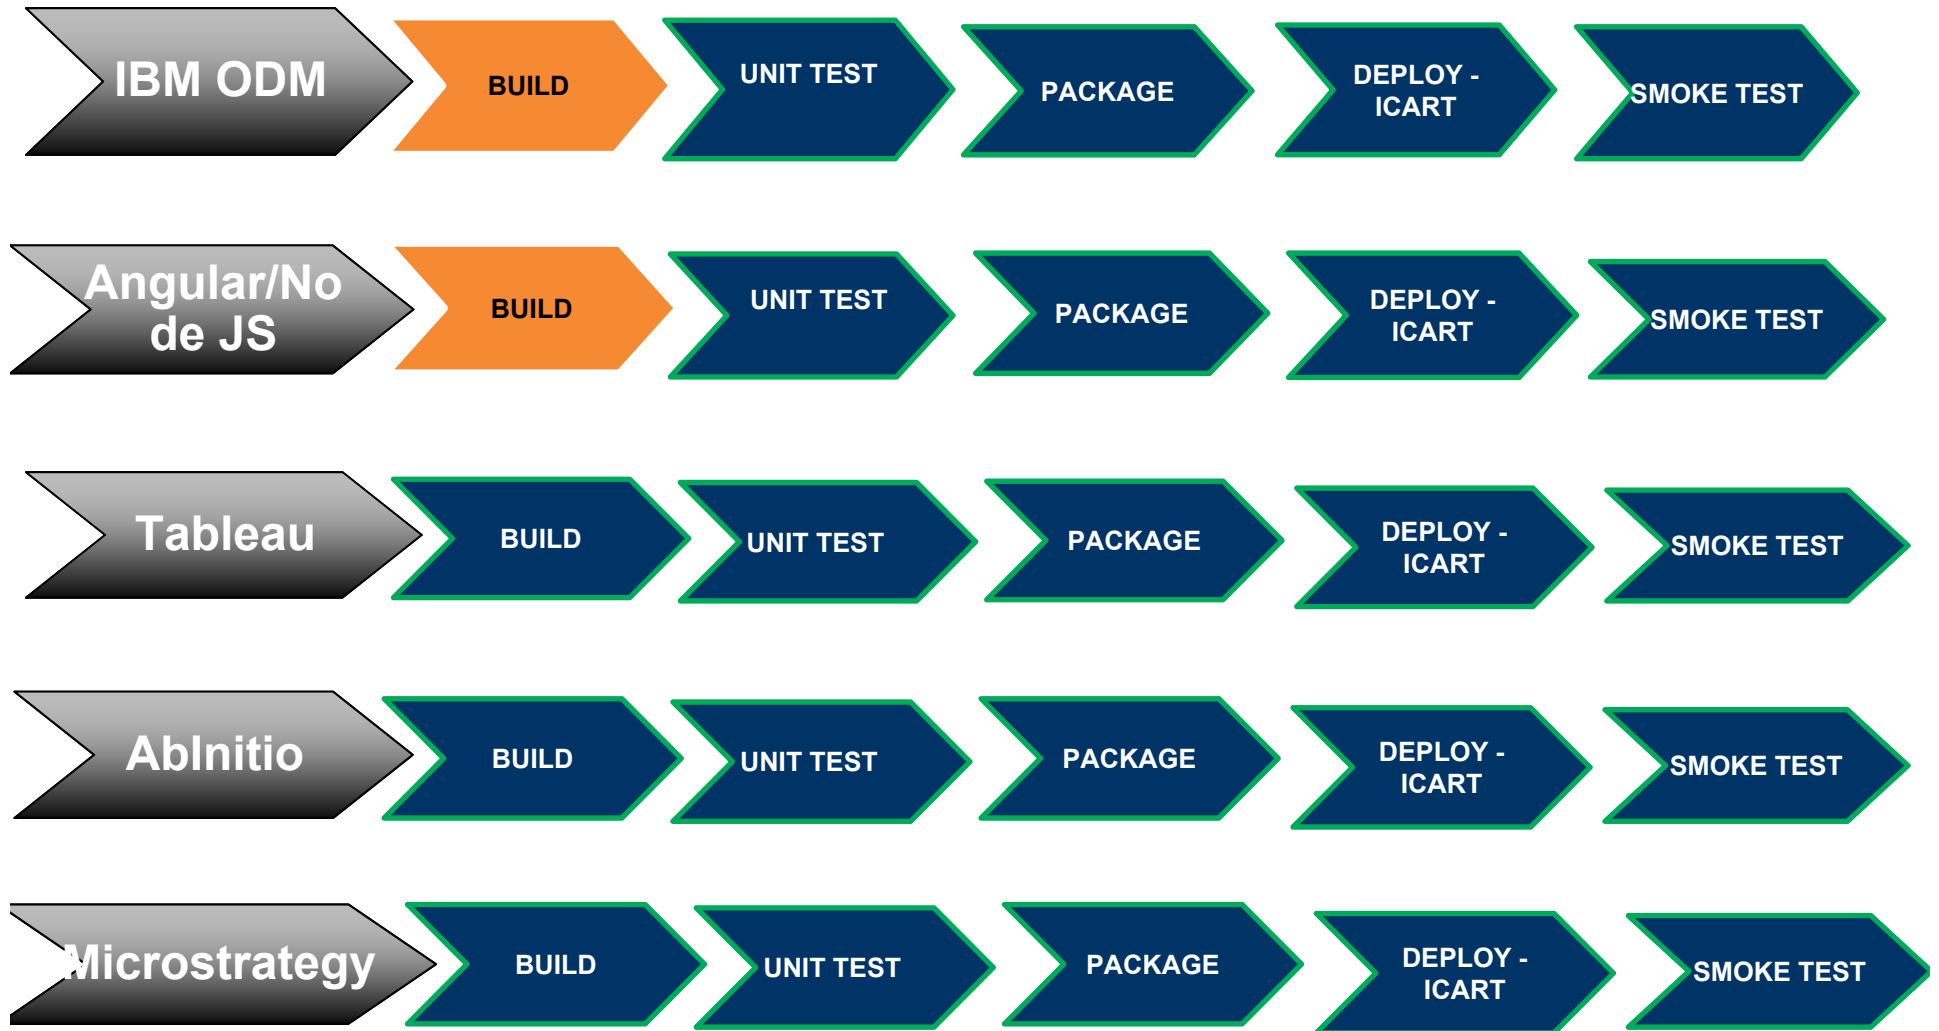 IBM ODM
BUILD
UNIT TEST
PACKAGE
DEPLOY -
ICART
SMOKE TEST
Angular/No
de JS
BUILD
UNIT TEST
PACKAGE
DEPLOY -
ICART
SMOKE TEST
Tableau
BUILD
UNIT TEST
PACKAGE
DEPLOY -
ICART
SMOKE TEST
AbInitio
BUILD
UNIT TEST
PACKAGE
DEPLOY -
ICART
SMOKE TEST
Microstrategy
BUILD
UNIT TEST
PACKAGE
DEPLOY -
ICART
SMOKE TEST